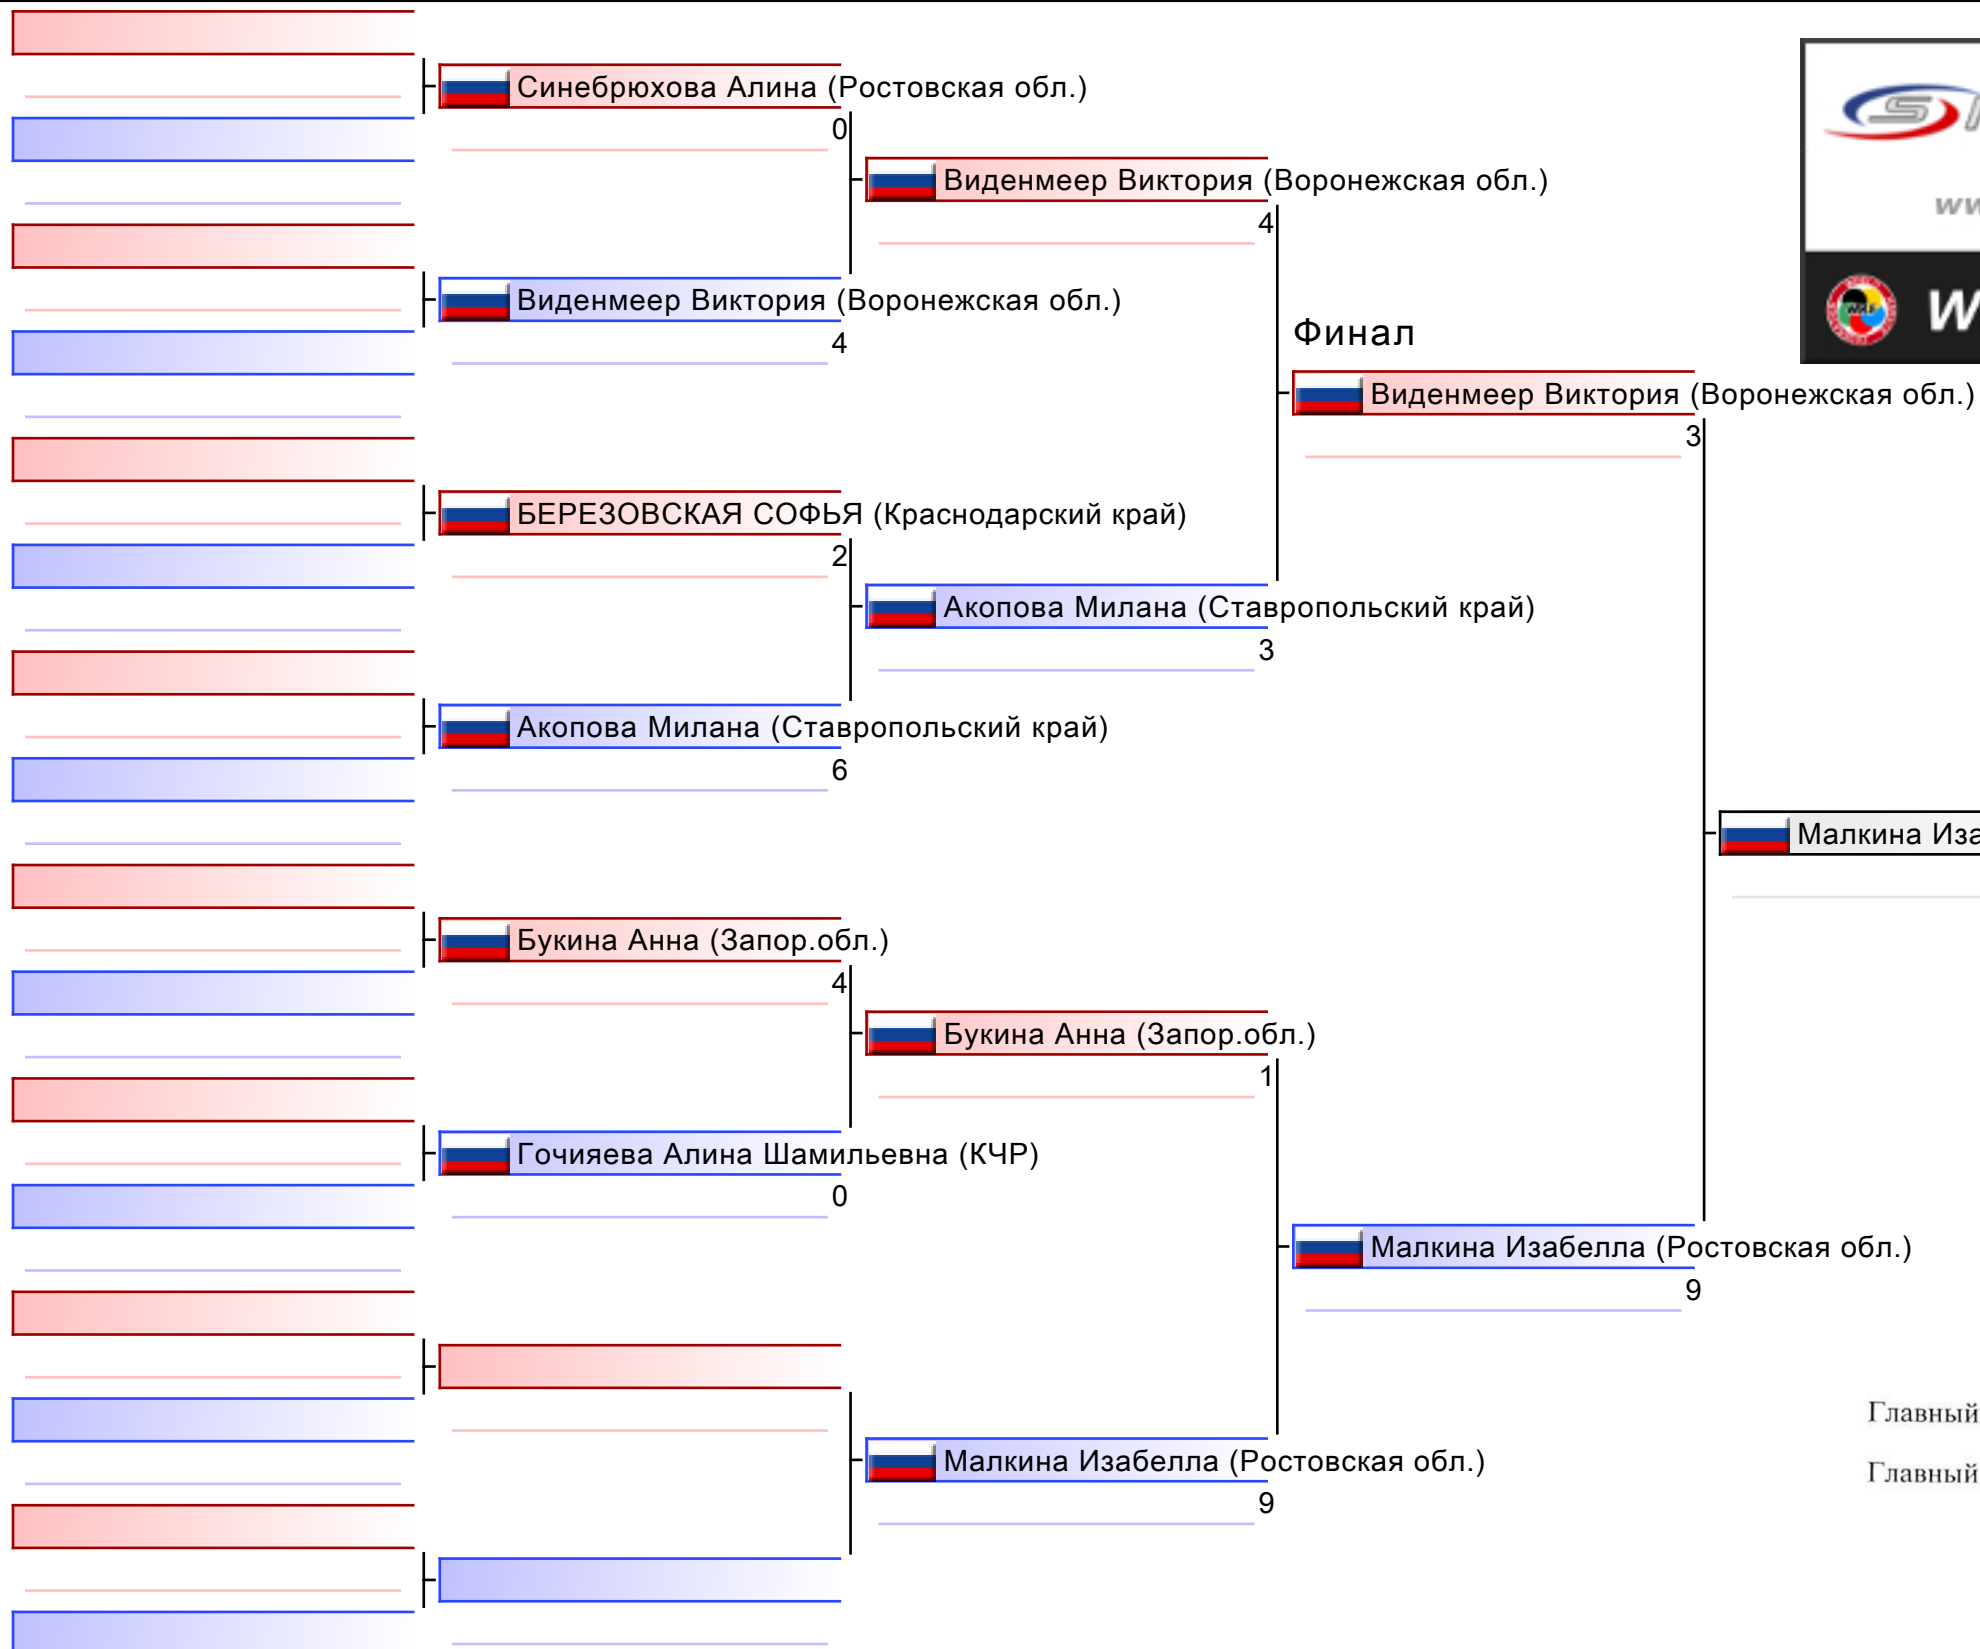 Синебрюхова Алина (Ростовская обл.)
0
Виденмеер Виктория (Воронежская обл.)
4
Виденмеер Виктория (Воронежская обл.)
4
Финал
Виденмеер Виктория (Воронежская обл.)
3
БЕРЕЗОВСКАЯ СОФЬЯ (Краснодарский край)
2
Акопова Милана (Ставропольский край)
3
Акопова Милана (Ставропольский край)
6
Малкина Иза
Букина Анна (Запор.обл.)
4
Букина Анна (Запор.обл.)
1
Гочияева Алина Шамильевна (КЧР)
0
Малкина Изабелла (Ростовская обл.)
9
Малкина Изабелла (Ростовская обл.)
9
Главный
Главный